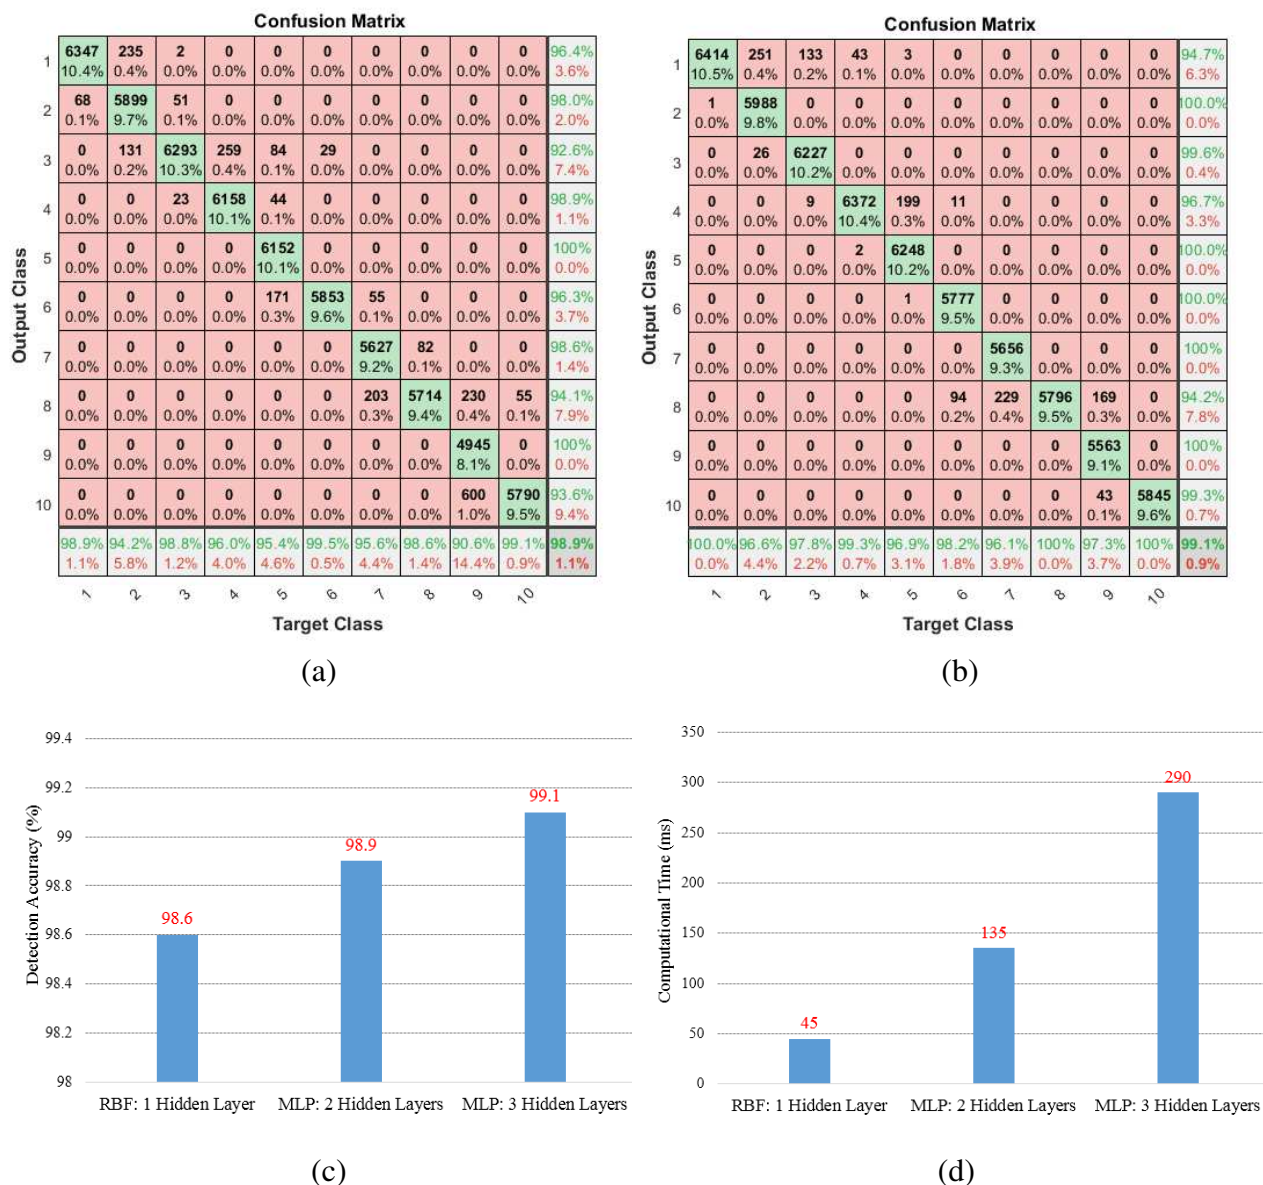 Confusion Matrix
1 6347 235 2 0 0 0 0 0 0 0 96.4%
10.4% 0.4% 0.0% 0.0% 0.0% 0.0% 0.0% 0.0% 0.0% 0.0% 3.6%
2 68 5899 51 0 0 0 0 0 0 0 98.0%
0.1% 9.7% 0.1% 0.0% 0.0% 0.0% 0.0% 0.0% 0.0% 0.0% 2.0%
3 0 131 6293 259 84 29 0 0 0 0 92.6%
0.0% 0.2% 10.3% 0.4% 0.1% 0.0% 0.0% 0.0% 0.0% 0.0% 7.4%
4 0 0 23 6158 44 0 0 0 0 0 98.9%
0.0% 0.0% 0.0% 10.1% 0.1% 0.0% 0.0% 0.0% 0.0% 0.0% 1.1%
5 0 0 0 0 6152 0 0 0 0 0 100%
0.0% 0.0% 0.0% 0.0% 10.1% 0.0% 0.0% 0.0% 0.0% 0.0% 0.0%
6 0 0 0 0 171 5853 55 0 0 0 96.3%
0.0% 0.0% 0.0% 0.0% 0.3% 9.6% 0.1% 0.0% 0.0% 0.0% 3.7%
7 0 0 0 0 0 0 5627 82 0 0 98.6%
0.0% 0.0% 0.0% 0.0% 0.0% 0.0% 9.2% 0.1% 0.0% 0.0% 1.4%
8 0 0 0 0 0 0 203 5714 230 55 94.1%
0.0% 0.0% 0.0% 0.0% 0.0% 0.0% 0.3% 9.4% 0.4% 0.1% 7.9%
9 0 0 0 0 0 0 0 0 4945 0 100%
0.0% 0.0% 0.0% 0.0% 0.0% 0.0% 0.0% 0.0% 8.1% 0.0% 0.0%
10 0 0 0 0 0 0 0 0 600 5790 93.6%
0.0% 0.0% 0.0% 0.0% 0.0% 0.0% 0.0% 0.0% 1.0% 9.5% 9.4%
98.9% 94.2% 98.8% 96.0% 95.4% 99.5% 95.6% 98.6% 90.6% 99.1% 98.9%
1.1% 5.8% 1.2% 4.0% 4.6% 0.5% 4.4% 1.4% 14.4% 0.9% 1.1%
1 2 3 4 5 6 7 8 9 10
Output Class
Target Class
(a)
Confusion Matrix
1 6414 251 133 43 3 0 0 0 0 0 94.7%
10.5% 0.4% 0.2% 0.1% 0.0% 0.0% 0.0% 0.0% 0.0% 0.0% 6.3%
2 1 5988 0 0 0 0 0 0 0 0 100.0%
0.0% 9.8% 0.0% 0.0% 0.0% 0.0% 0.0% 0.0% 0.0% 0.0% 0.0%
3 0 26 6227 0 0 0 0 0 0 0 99.6%
0.0% 0.0% 10.2% 0.0% 0.0% 0.0% 0.0% 0.0% 0.0% 0.0% 0.4%
4 0 0 9 6372 199 11 0 0 0 0 96.7%
0.0% 0.0% 0.0% 10.4% 0.3% 0.0% 0.0% 0.0% 0.0% 0.0% 3.3%
5 0 0 0 2 6248 0 0 0 0 0 100.0%
0.0% 0.0% 0.0% 0.0% 10.2% 0.0% 0.0% 0.0% 0.0% 0.0% 0.0%
6 0 0 0 0 1 5777 0 0 0 0 100.0%
0.0% 0.0% 0.0% 0.0% 0.0% 9.5% 0.0% 0.0% 0.0% 0.0% 0.0%
7 0 0 0 0 0 0 5656 0 0 0 100%
0.0% 0.0% 0.0% 0.0% 0.0% 0.0% 9.3% 0.0% 0.0% 0.0% 0.0%
8 0 0 0 0 0 94 229 5796 169 0 94.2%
0.0% 0.0% 0.0% 0.0% 0.0% 0.2% 0.4% 9.5% 0.3% 0.0% 7.8%
9 0 0 0 0 0 0 0 0 5563 0 100%
0.0% 0.0% 0.0% 0.0% 0.0% 0.0% 0.0% 0.0% 9.1% 0.0% 0.0%
10 0 0 0 0 0 0 0 0 43 5845 99.3%
0.0% 0.0% 0.0% 0.0% 0.0% 0.0% 0.0% 0.0% 0.1% 9.6% 0.7%
100.0% 96.6% 97.8% 99.3% 96.9% 98.2% 96.1% 100% 97.3% 100% 99.1%
0.0% 4.4% 2.2% 0.7% 3.1% 1.8% 3.9% 0.0% 3.7% 0.0% 0.9%
1 2 3 4 5 6 7 8 9 10
Output Class
Target Class
(b)
99.4
99.2
99
98.8
98.6
98.4
98.2
98
Detection Accuracy (%)
98.6
98.9
99.1
RBF: 1 Hidden Layer MLP: 2 Hidden Layers MLP: 3 Hidden Layers
(c)
350
300
250
200
150
100
50
0
Computational Time (ms)
45
135
290
RBF: 1 Hidden Layer MLP: 2 Hidden Layers MLP: 3 Hidden Layers
(d)